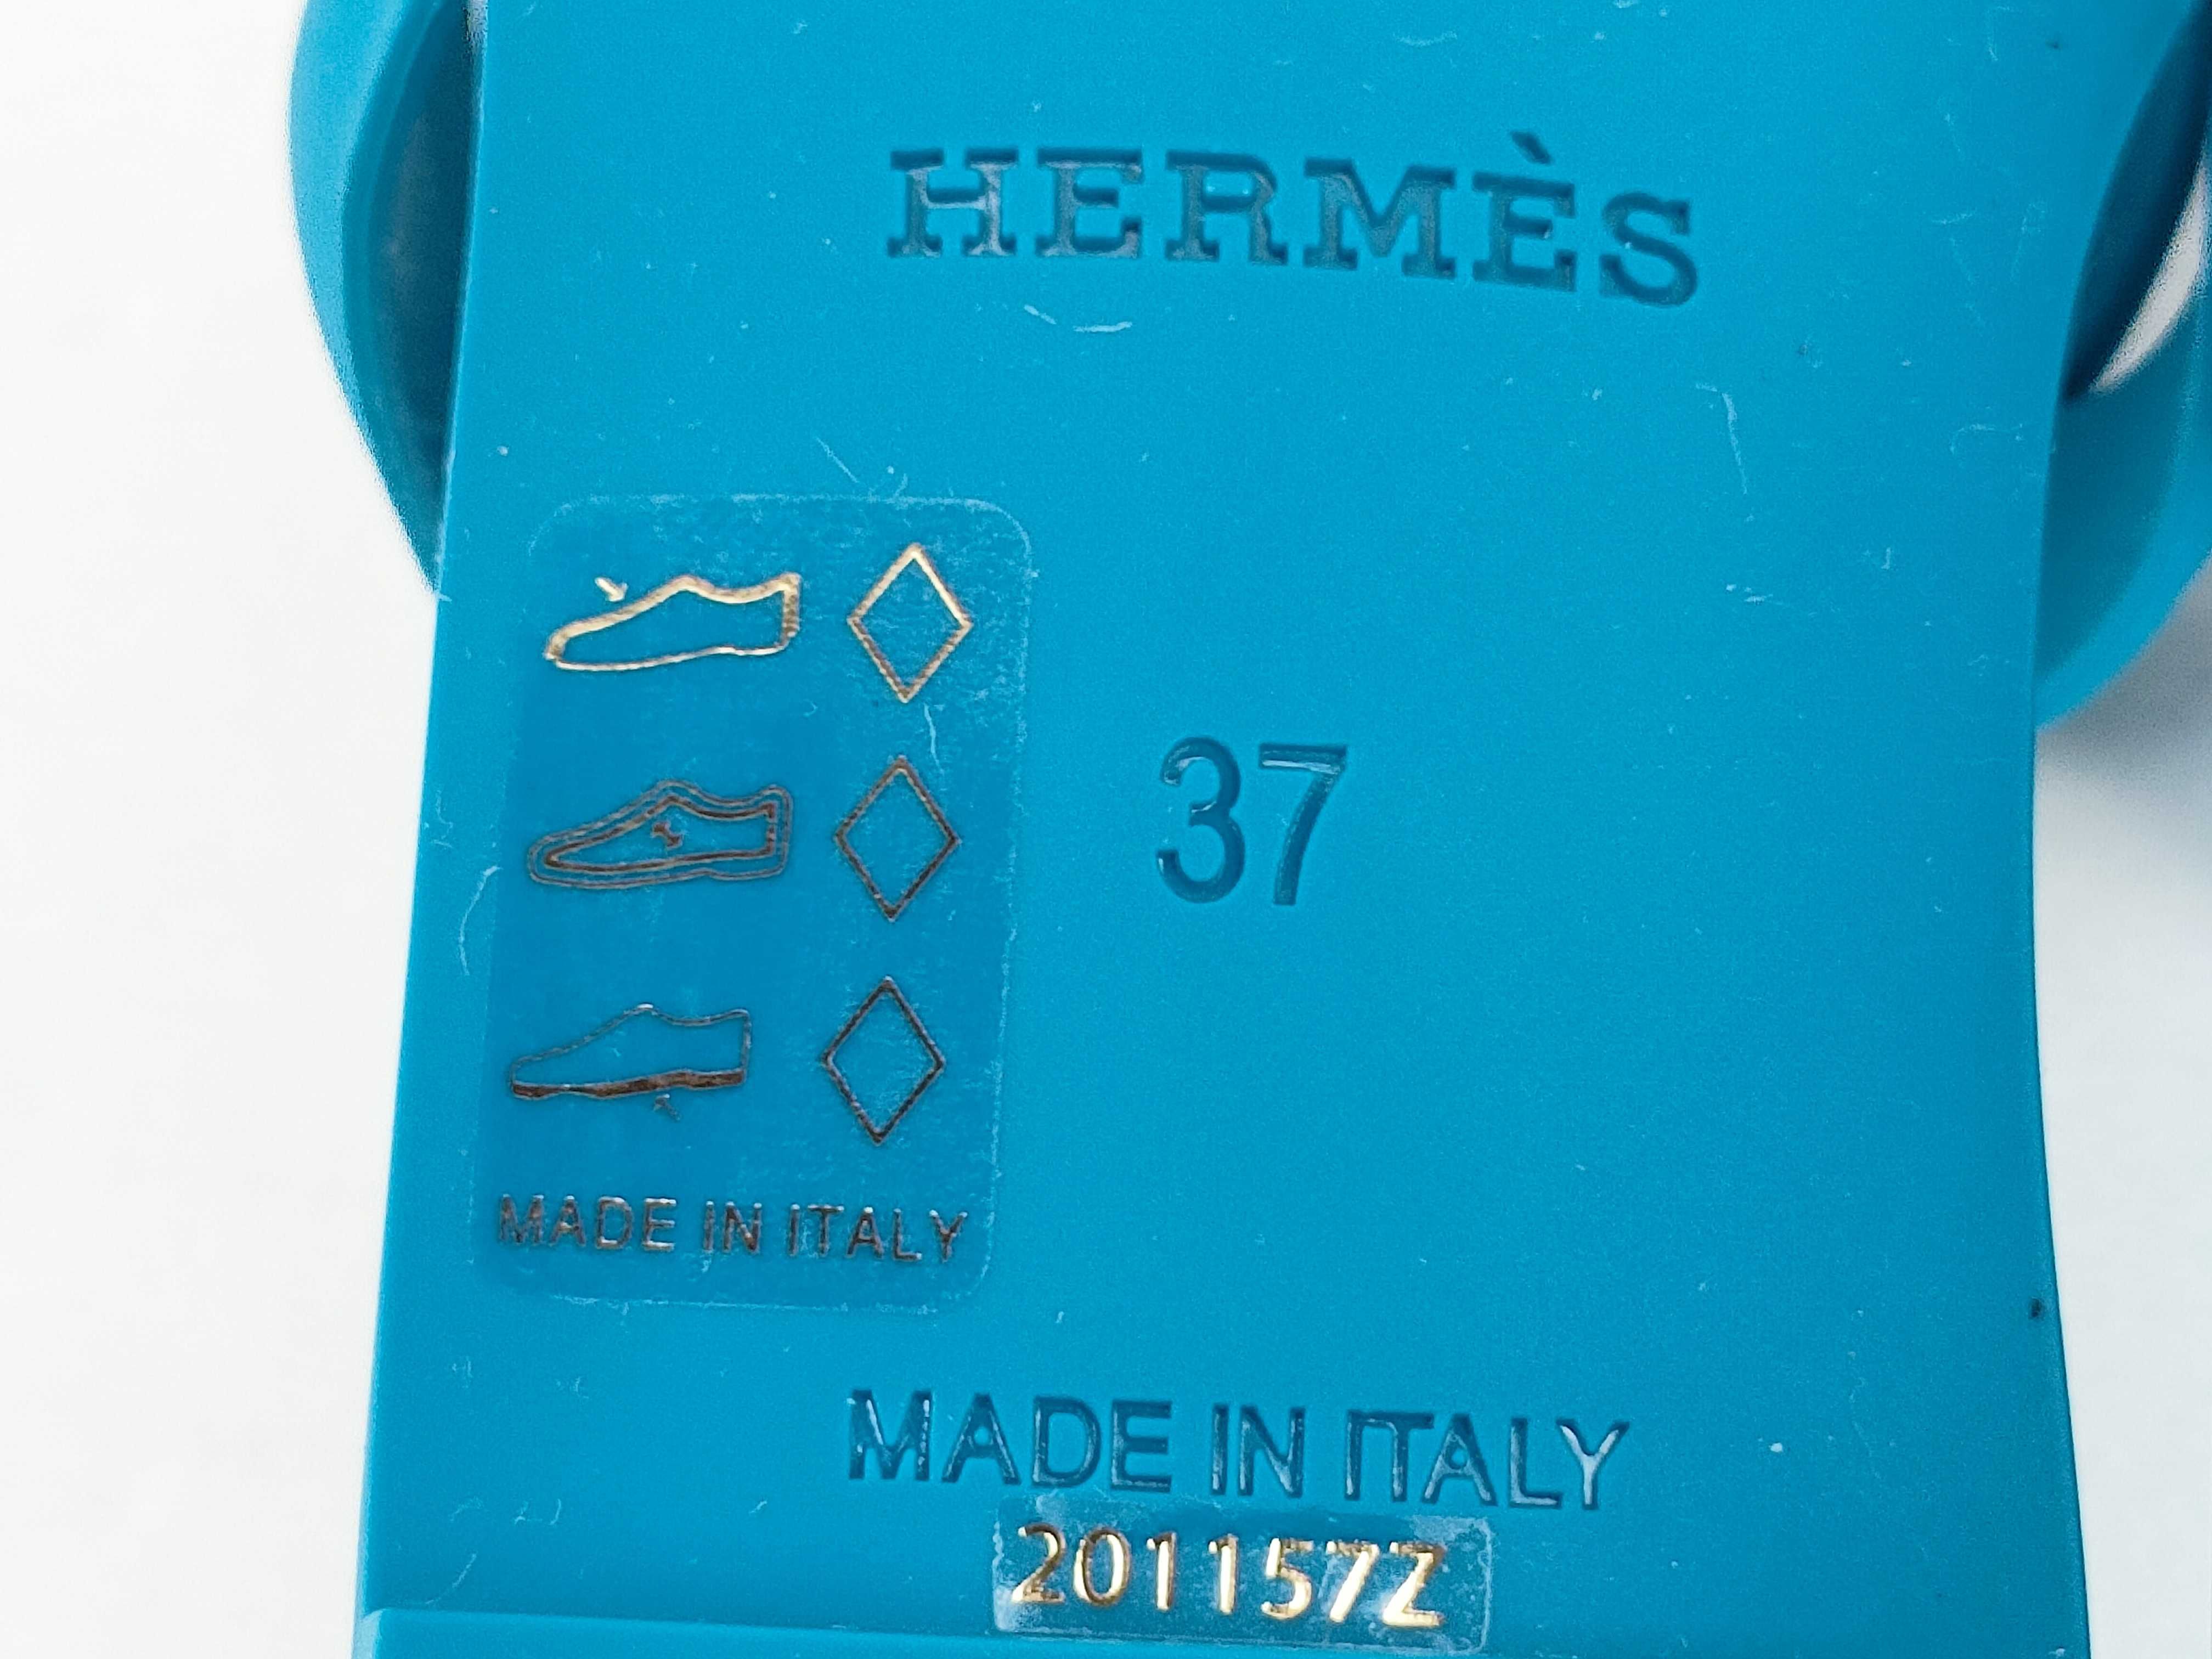 HERMÈS
37
MADE IN ITALY
MADE IN ITALY
201157Z